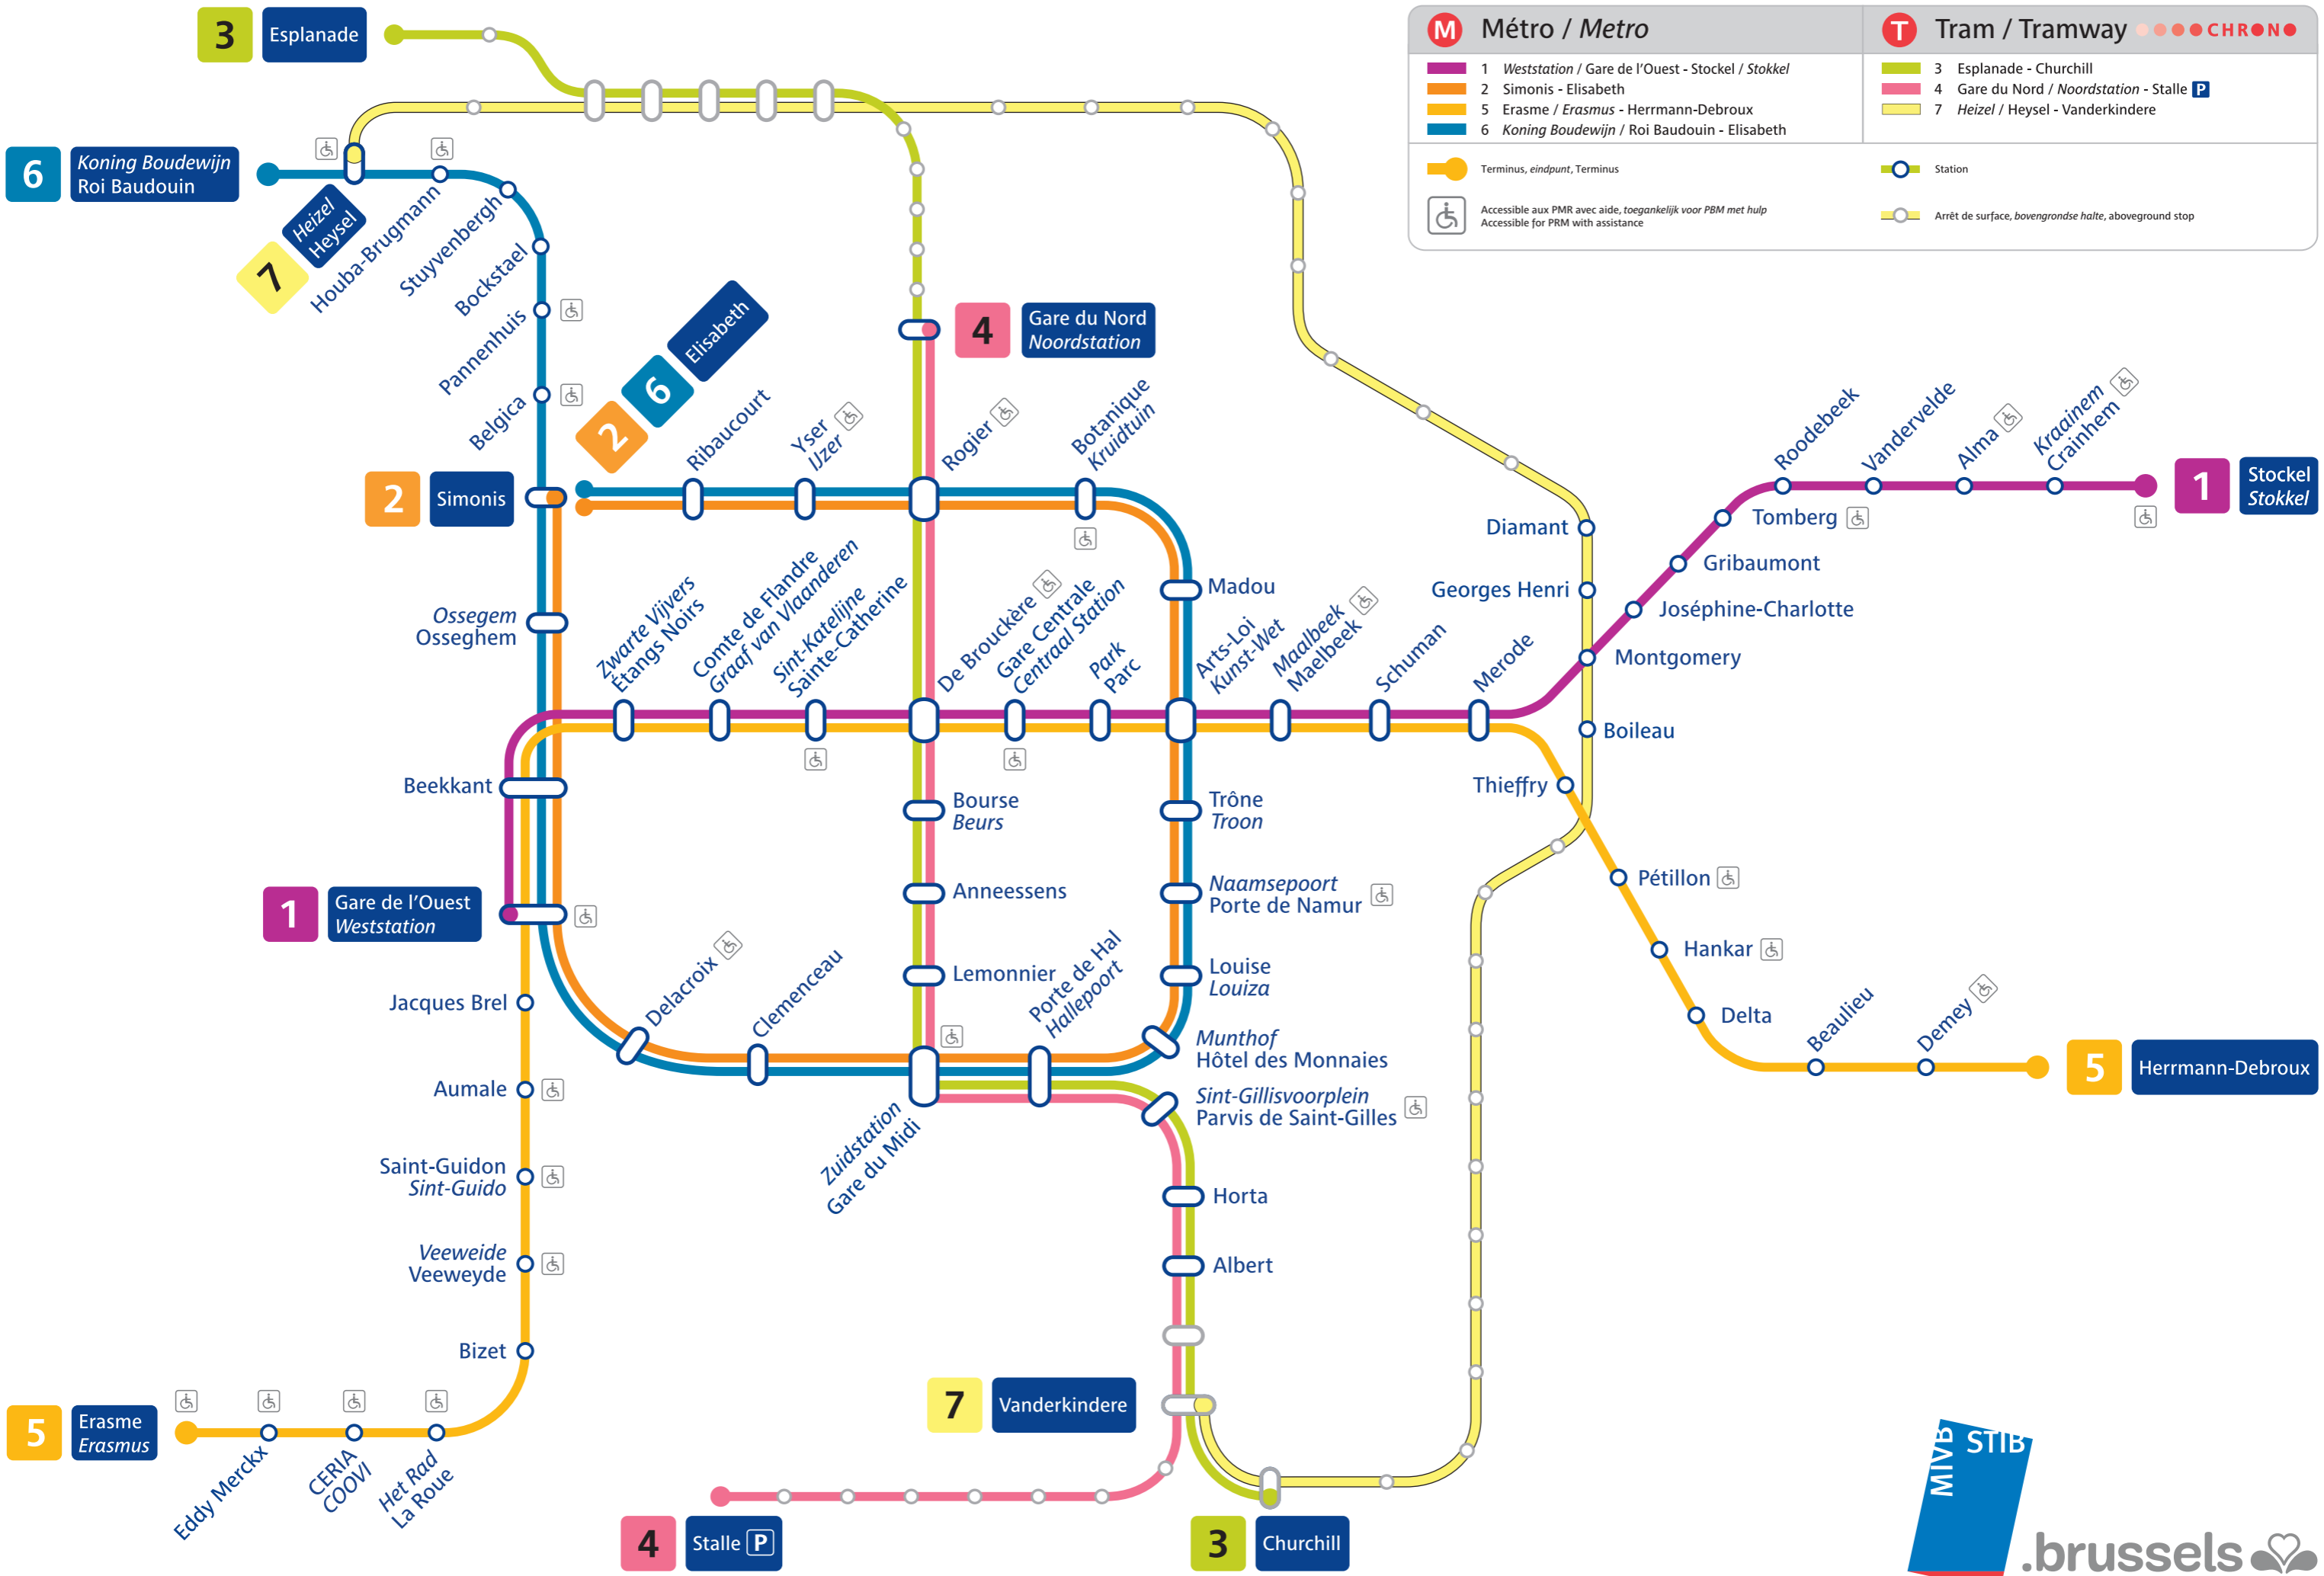 3 Esplanade
M Métro / Metro
1 Weststation / Gare de l'Ouest - Stockel / Stokkel
2 Simonis - Elisabeth
5 Erasme / Erasmus - Herrmann-Debroux
6 Koning Boudewijn / Roi Baudouin - Elisabeth
T Tram / Tramway CHRONO
3 Esplanade - Churchill
4 Gare du Nord / Noordstation - Stalle P
7 Heizel / Heysel - Vanderkindere
Terminus, eindpunt, Terminus
Station
Accessible aux PMR avec aide, toegankelijk voor PBM met hulp
Accessible for PRM with assistance
Arrêt de surface, bovengrondse halte, aboveground stop
6 Koning Boudewijn
Roi Baudouin
7 Heizel
Heysel
Houba-Brugmann
Stuyvenbergh
Bockstael
Pannenhuis
Belgica
2 6 Elisabeth
4 Gare du Nord
Noordstation
2 Simonis
Ribaucourt
Yser
IJzer
Rogier
Botanique
Kruidtuin
Madou
Diamant
Georges Henri
Montgomery
Boileau
Roodebeek
Vandervelde
Alma
Kraainem
Crainhem
1 Stockel
Stokkel
Tomberg
Gribaumont
Joséphine-Charlotte
Ossegem
Osseghem
Zwarte Vijvers
Étangs Noirs
Comte de Flandre
Graaf van Vlaanderen
Sint-Katelijne
Sainte-Catherine
De Brouckère
Gare Centrale
Centraal Station
Park
Parc
Arts-Loi
Kunst-Wet
Maalbeek
Maelbeek
Schuman
Merode
Beekkant
Bourse
Beurs
Trône
Troon
Thieffry
1 Gare de l'Ouest
Weststation
Anneessens
Naamsepoort
Porte de Namur
Pétillon
Hankar
Delta
Beaulieu
Demey
5 Herrmann-Debroux
Jacques Brel
Delacroix
Clemenceau
Lemonnier
Porte de Hal
Hallepoort
Louise
Louiza
Munthof
Hôtel des Monnaies
Sint-Gillisvoorplein
Parvis de Saint-Gilles
Zuidstation
Gare du Midi
Aumale
Saint-Guidon
Sint-Guido
Veeweide
Veeweyde
Bizet
Horta
Albert
5 Erasme
Erasmus
Eddy Merckx
CERIA
COOVI
Het Rad
La Roue
7 Vanderkindere
4 Stalle P
3 Churchill
MIVB
STIB
.brussels